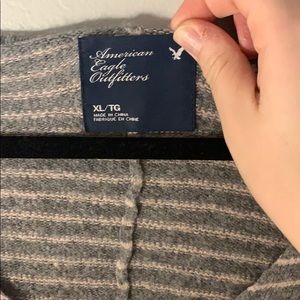 American
Eagle
Outfitters
XL/TG
MADE IN CHINA
FABRIQUÉ EN CHINE